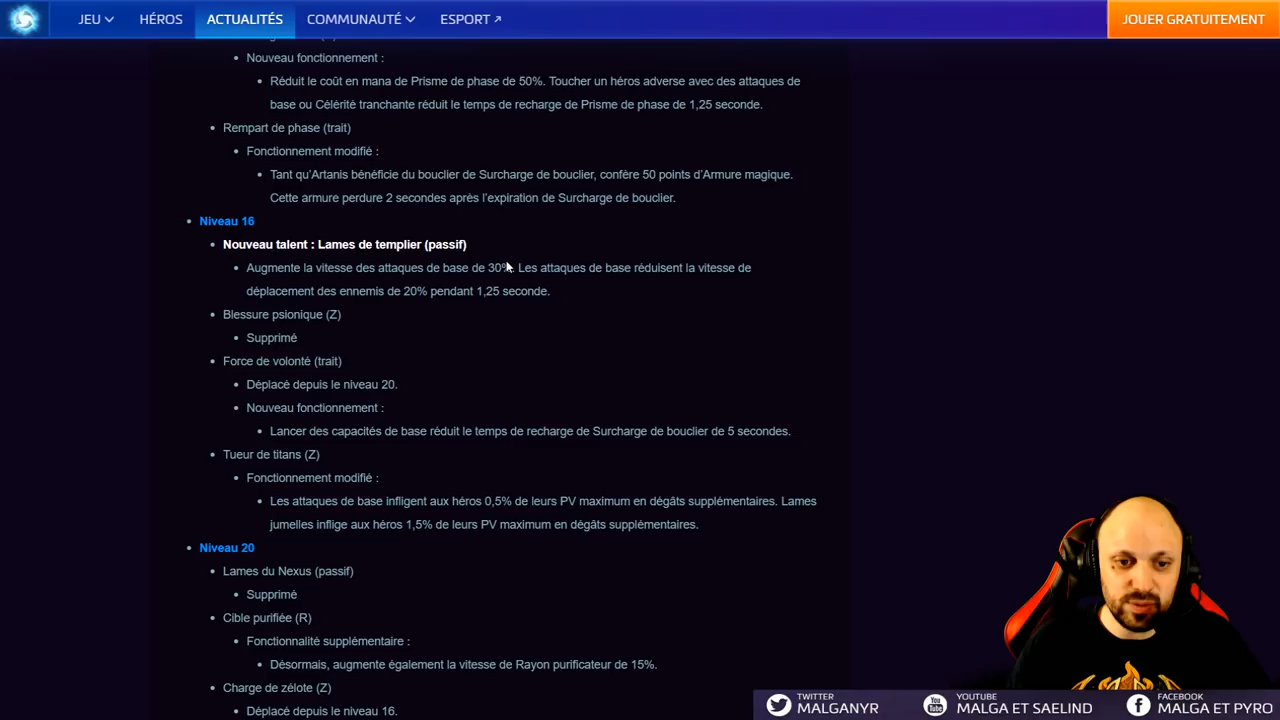 JEU
HÉROS
ACTUALITÉS
COMMUNAUTÉ
ESPORT
JOUER GRATUITEMENT
Nouveau fonctionnement :
Réduit le coût en mana de Prisme de phase de 50%. Toucher un héros adverse avec des attaques de
base ou Célérité tranchante réduit le temps de recharge de Prisme de phase de 1,25 seconde.
Rempart de phase (trait)
Fonctionnement modifié :
Tant qu'Artanis bénéficie du bouclier de Surcharge de bouclier, confère 50 points d'Armure magique.
Cette armure perdure 2 secondes après l'expiration de Surcharge de bouclier.
Niveau 16
Nouveau talent : Lames de templier (passif)
Augmente la vitesse des attaques de base de 30%. Les attaques de base réduisent la vitesse de
déplacement des ennemis de 20% pendant 1,25 seconde.
Blessure psionique (Z)
Supprimé
Force de volonté (trait)
Déplacé depuis le niveau 20.
Nouveau fonctionnement :
Lancer des capacités de base réduit le temps de recharge de Surcharge de bouclier de 5 secondes.
Tueur de titans (Z)
Fonctionnement modifié :
Les attaques de base infligent aux héros 0,5% de leurs PV maximum en dégâts supplémentaires. Lames
jumelles inflige aux héros 1,5% de leurs PV maximum en dégâts supplémentaires.
Niveau 20
Lames du Nexus (passif)
Supprimé
Cible purifiée (R)
Fonctionnalité supplémentaire :
Désormais, augmente également la vitesse de Rayon purificateur de 15%.
Charge de zélote (Z)
Déplacé depuis le niveau 16.
TWITTER
MALGANYR
YOUTUBE
MALGA ET SAELIND
FACEBOOK
MALGA ET PYRO